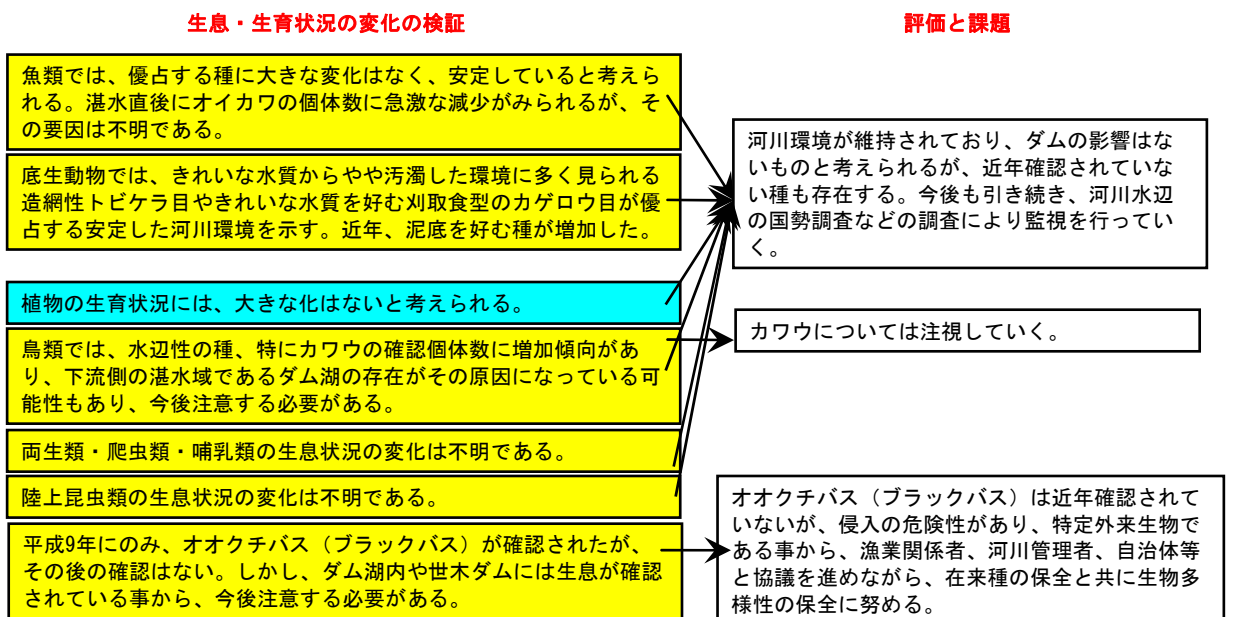 生息・生育状況の変化の検証
評価と課題
魚類では、優占する種に大きな変化はなく、安定していると考えら
れる。湛水直後にオイカワの個体数に急激な減少がみられるが、そ
の要因は不明である。
底生動物では、きれいな水質からやや汚濁した環境に多く見られる
造網性トビケラ目やきれいな水質を好む刈取食型のカゲロウ目が優
占する安定した河川環境を示す。近年、泥底を好む種が増加した。
植物の生育状況には、大きな化はないと考えられる。
鳥類では、水辺性の種、特にカワウの確認個体数に増加傾向があ
り、下流側の湛水域であるダム湖の存在がその原因になっている可
能性もあり、今後注意する必要がある。
両生類・爬虫類・哺乳類の生息状況の変化は不明である。
陸上昆虫類の生息状況の変化は不明である。
平成9年にのみ、オオクチバス（ブラックバス）が確認されたが、
その後の確認はない。しかし、ダム湖内や世木ダムには生息が確認
されている事から、今後注意する必要がある。
河川環境が維持されており、ダムの影響はな
いものと考えられるが、近年確認されていな
い種も存在する。今後も引き続き、河川水辺
の国勢調査などの調査により監視を行ってい
く。
カワウについては注視していく。
オオクチバス（ブラックバス）は近年確認されて
いないが、侵入の危険性があり、特定外来生物で
ある事から、漁業関係者、河川管理者、自治体等
と協議を進めながら、在来種の保全と共に生物多
様性の保全に努める。